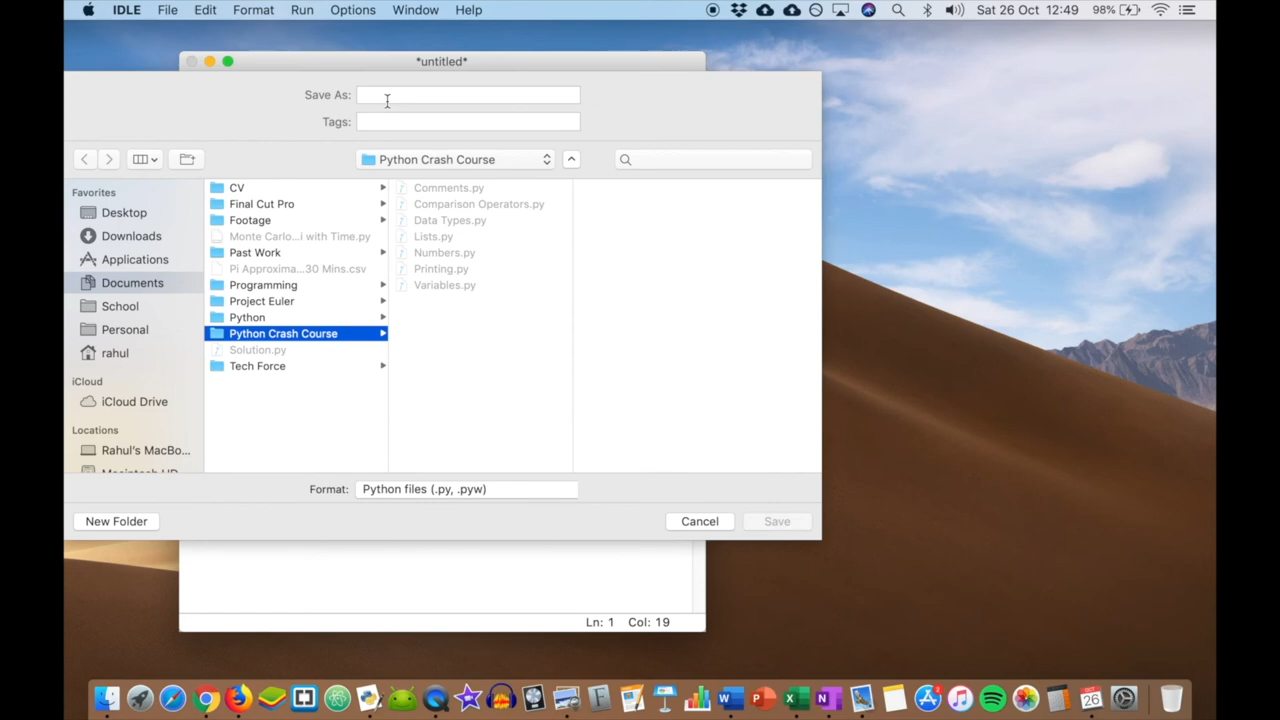 IDLE File Edit Format Run Options Window Help Sat 26 Oct 12:49 98%
*untitled*
Save As:
Tags:
Python Crash Course
Favorites
Desktop
Downloads
Applications
Documents
School
Personal
rahul
iCloud
iCloud Drive
Locations
Rahul's MacBo...
Macintosh HD
CV
Final Cut Pro
Footage
Monte Carlo...i with Time.py
Past Work
Pi Approxima...30 Mins.csv
Programming
Project Euler
Python
Python Crash Course
Solution.py
Tech Force
Comments.py
Comparison Operators.py
Data Types.py
Lists.py
Numbers.py
Printing.py
Variables.py
Format: Python files (.py, .pyw)
New Folder Cancel Save
Ln: 1 Col: 19